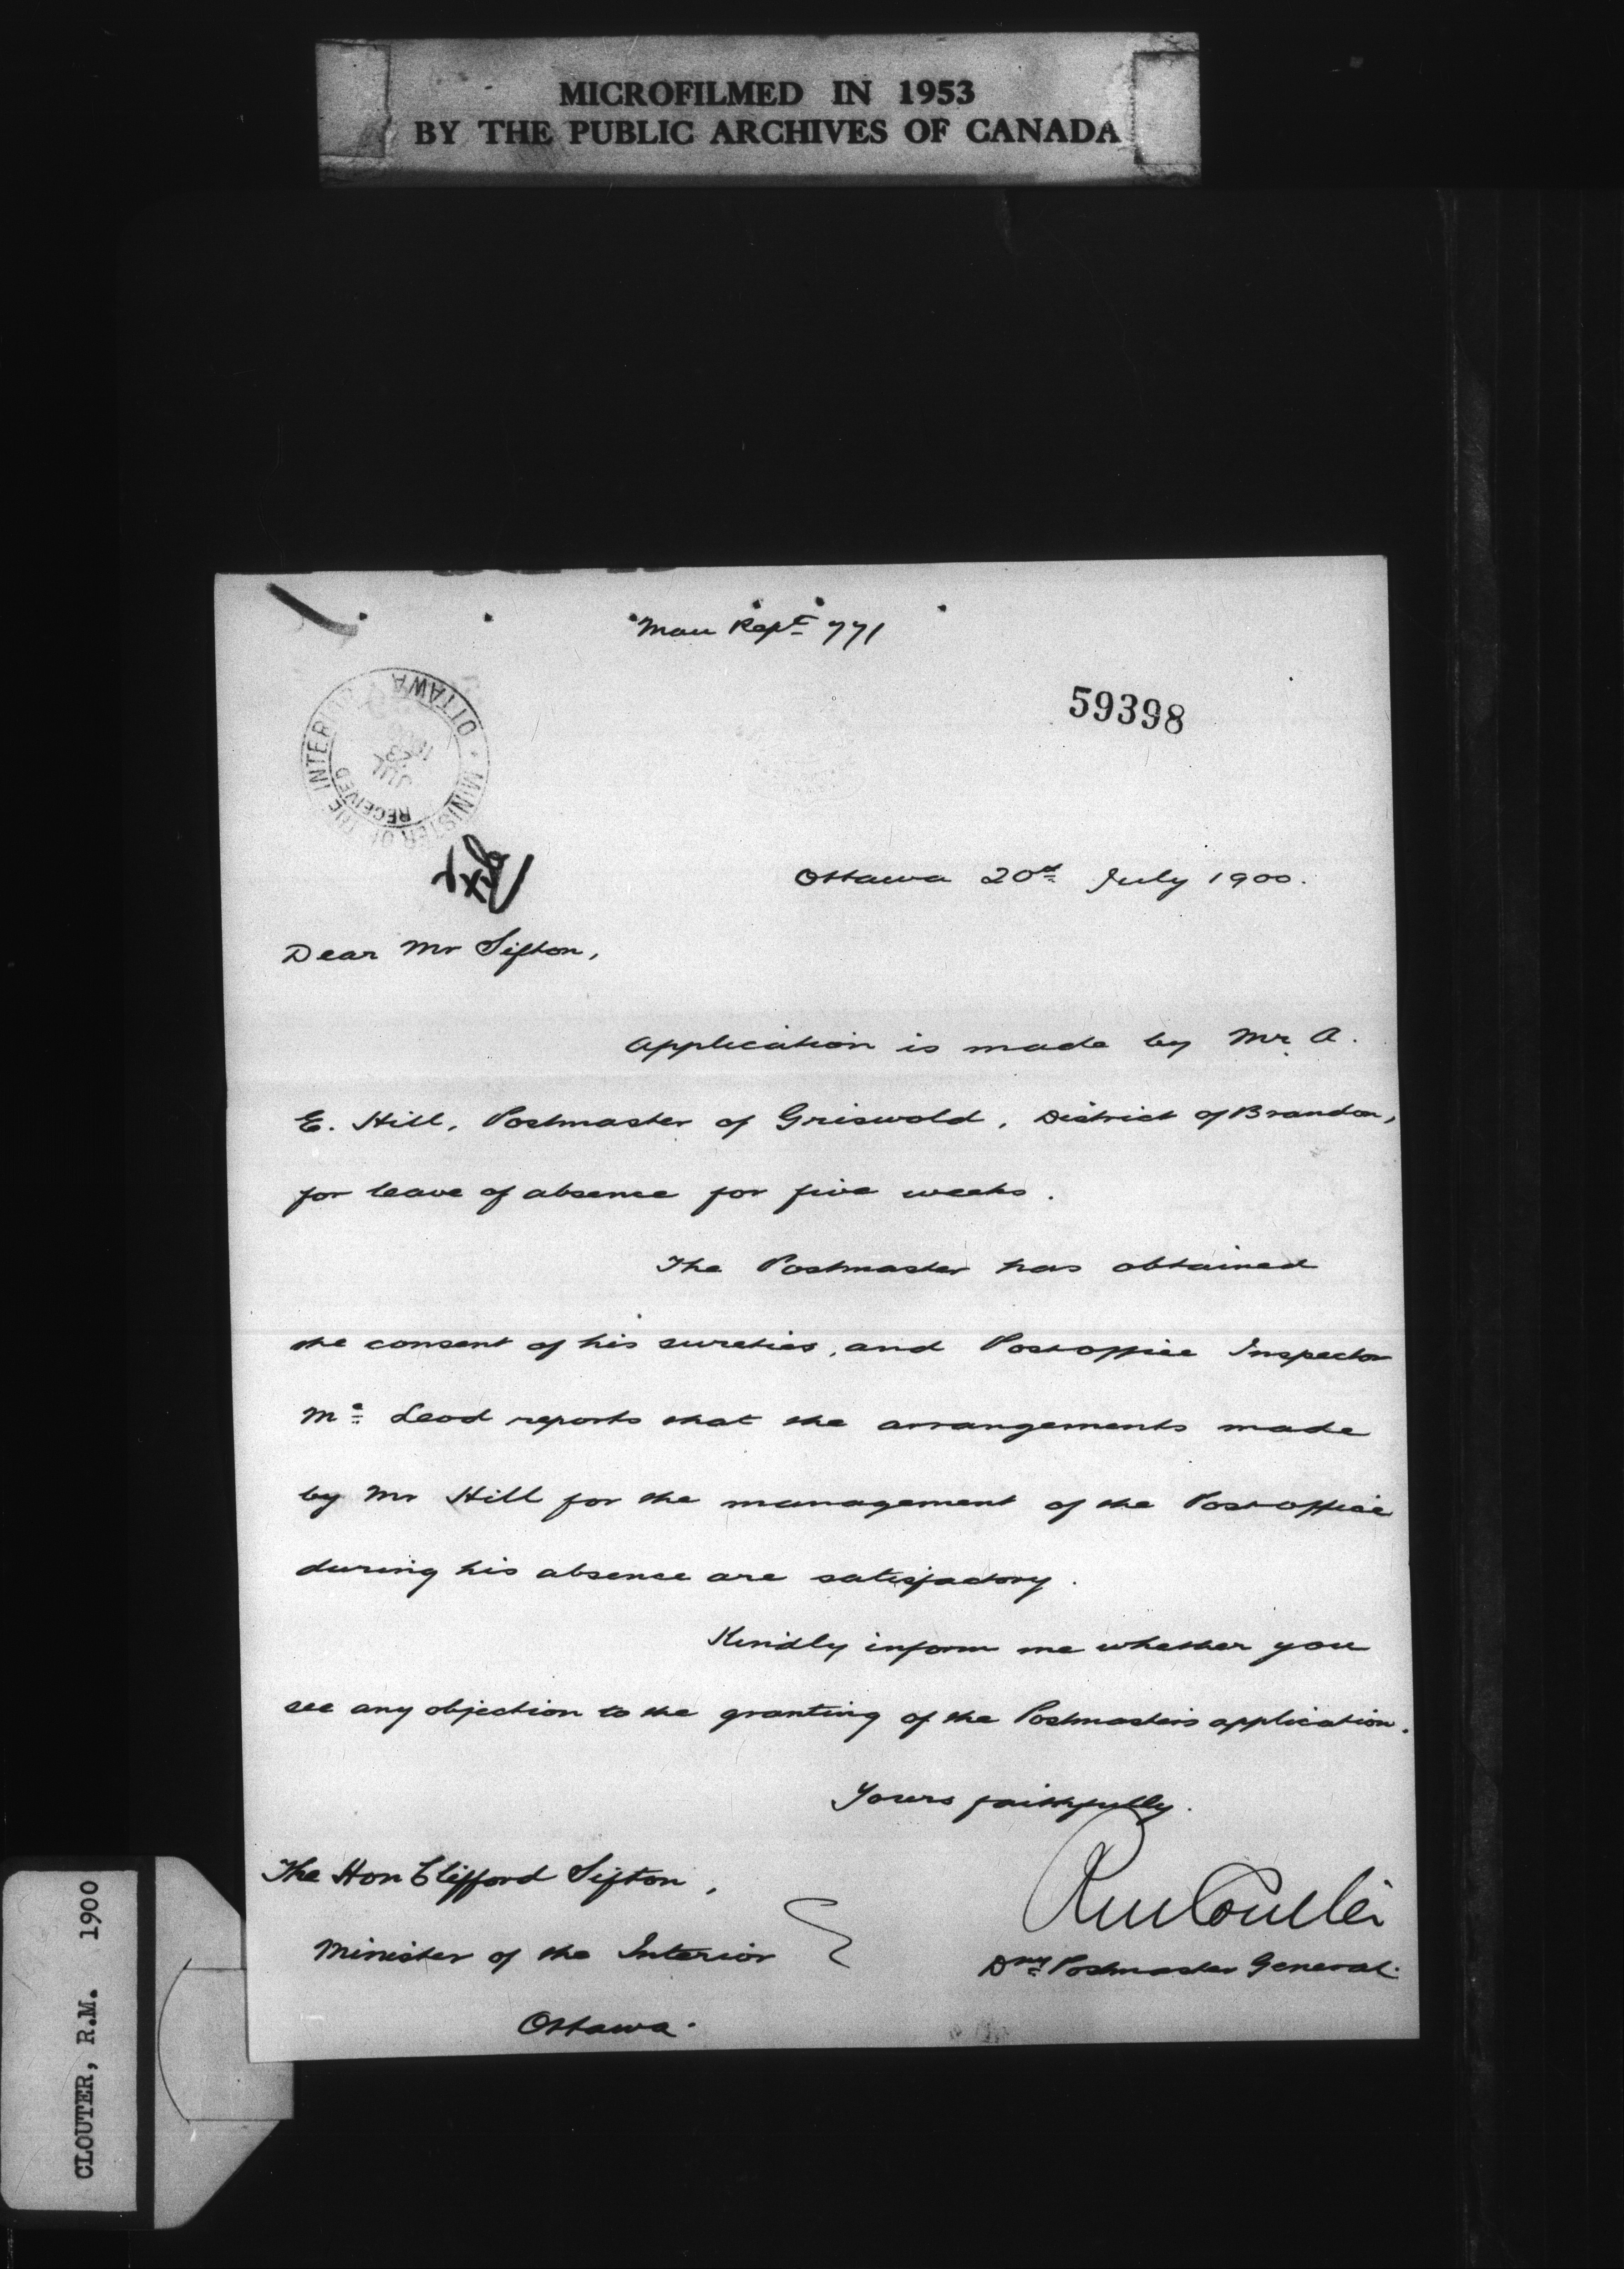 MICROFILMED IN 1953
BY THE PUBLIC ARCHIVES OF CANADA
Man Rept 771
59398
MINISTER OF THE INTERIOR OTTAWA
RECEIVED
JUL 23 1900
Ottawa 20th July 1900.
Dear Mr Sifton,
Application is made by Mr. A.
E. Hill, Postmaster of Griswold, District of Brandon,
for leave of absence for five weeks.
The Postmaster has obtained
the consent of his sureties, and Postoffice Inspector
Mc Leod reports that the arrangements made
by Mr Hill for the management of the Postoffice
during his absence are satisfactory.
Kindly inform me whether you
see any objection to the granting of the Postmaster's application.
Yours faithfully.
The Hon Clifford Sifton,
Minister of the Interior
Ottawa.
RM Coulter
Dpy Postmaster General.
CLOUTER, R.M. 1900